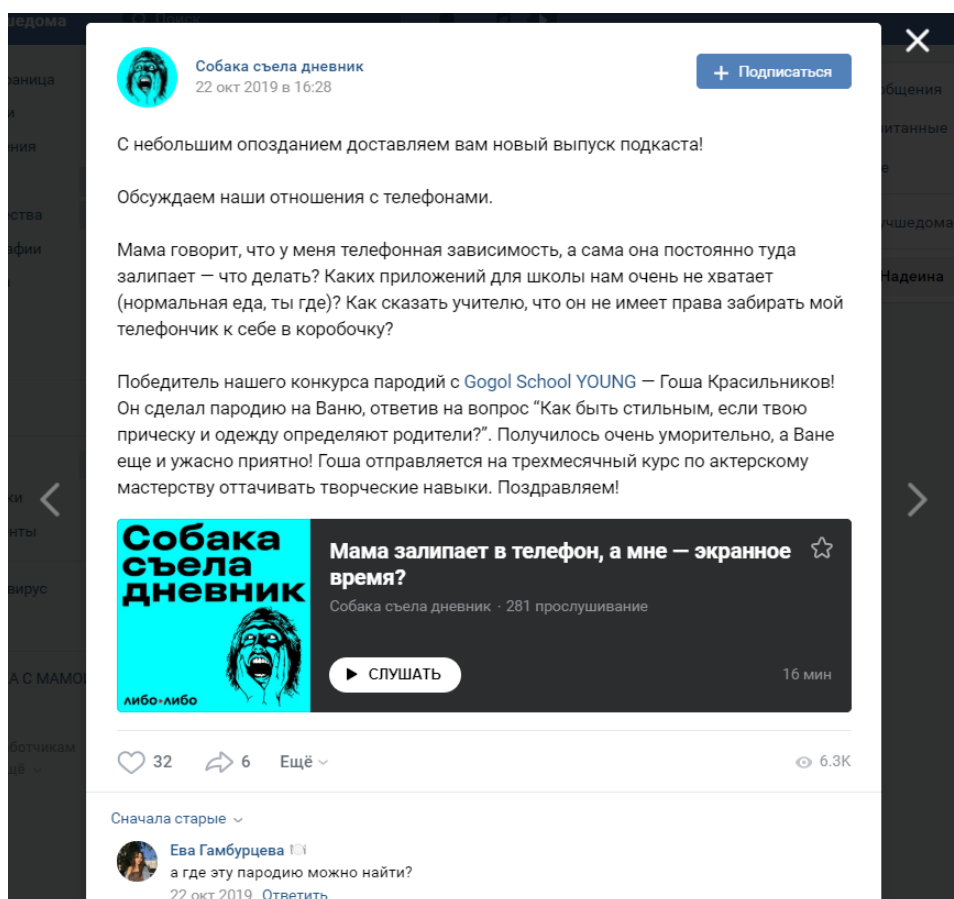 Поиск
Собака съела дневник
22 окт 2019 в 16:28
+ Подписаться
С небольшим опозданием доставляем вам новый выпуск подкаста!
Обсуждаем наши отношения с телефонами.
Мама говорит, что у меня телефонная зависимость, а сама она постоянно туда
залипает — что делать? Каких приложений для школы нам очень не хватает
(нормальная еда, ты где)? Как сказать учителю, что он не имеет права забирать мой
телефончик к себе в коробочку?
Победитель нашего конкурса пародий с Gogol School YOUNG — Гоша Красильников!
Он сделал пародию на Ваню, ответив на вопрос “Как быть стильным, если твою
прическу и одежду определяют родители?”. Получилось очень уморительно, а Ване
еще и ужасно приятно! Гоша отправляется на трехмесячный курс по актерскому
мастерству оттачивать творческие навыки. Поздравляем!
Собака
съела
дневник
либо•либо
Мама залипает в телефон, а мне — экранное
время?
Собака съела дневник · 281 прослушивание
СЛУШАТЬ
16 мин
32
6
Ещё
6.3K
Сначала старые
Ева Гамбурцева
а где эту пародию можно найти?
22 окт 2019 Ответить
Надеина